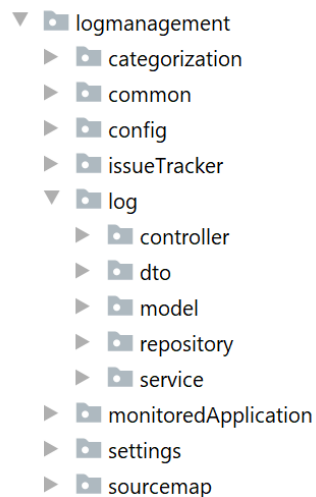 logmanagement
categorization
common
config
issueTracker
log
controller
dto
model
repository
service
monitoredApplication
settings
sourcemap